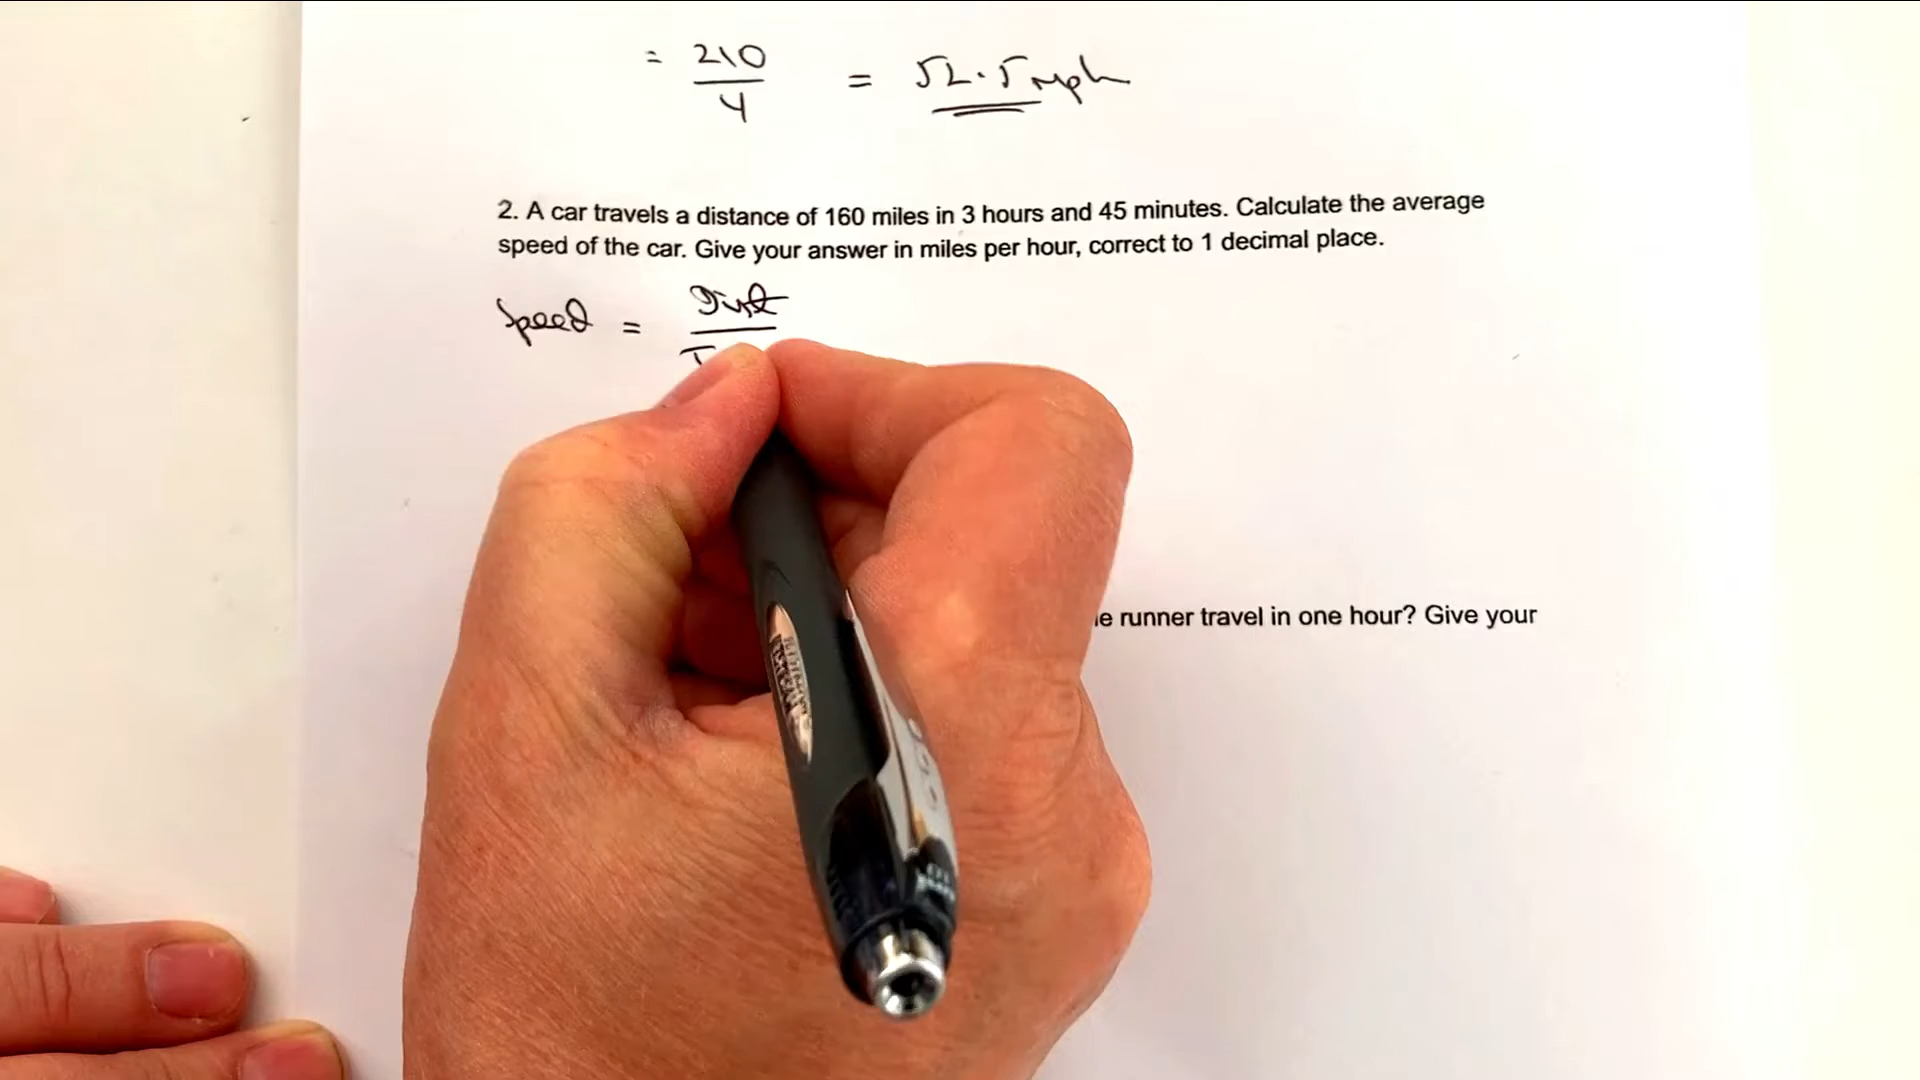 = 210/4 = 52.5 mph
2. A car travels a distance of 160 miles in 3 hours and 45 minutes. Calculate the average
speed of the car. Give your answer in miles per hour, correct to 1 decimal place.
Speed = Dist
runner travel in one hour? Give your